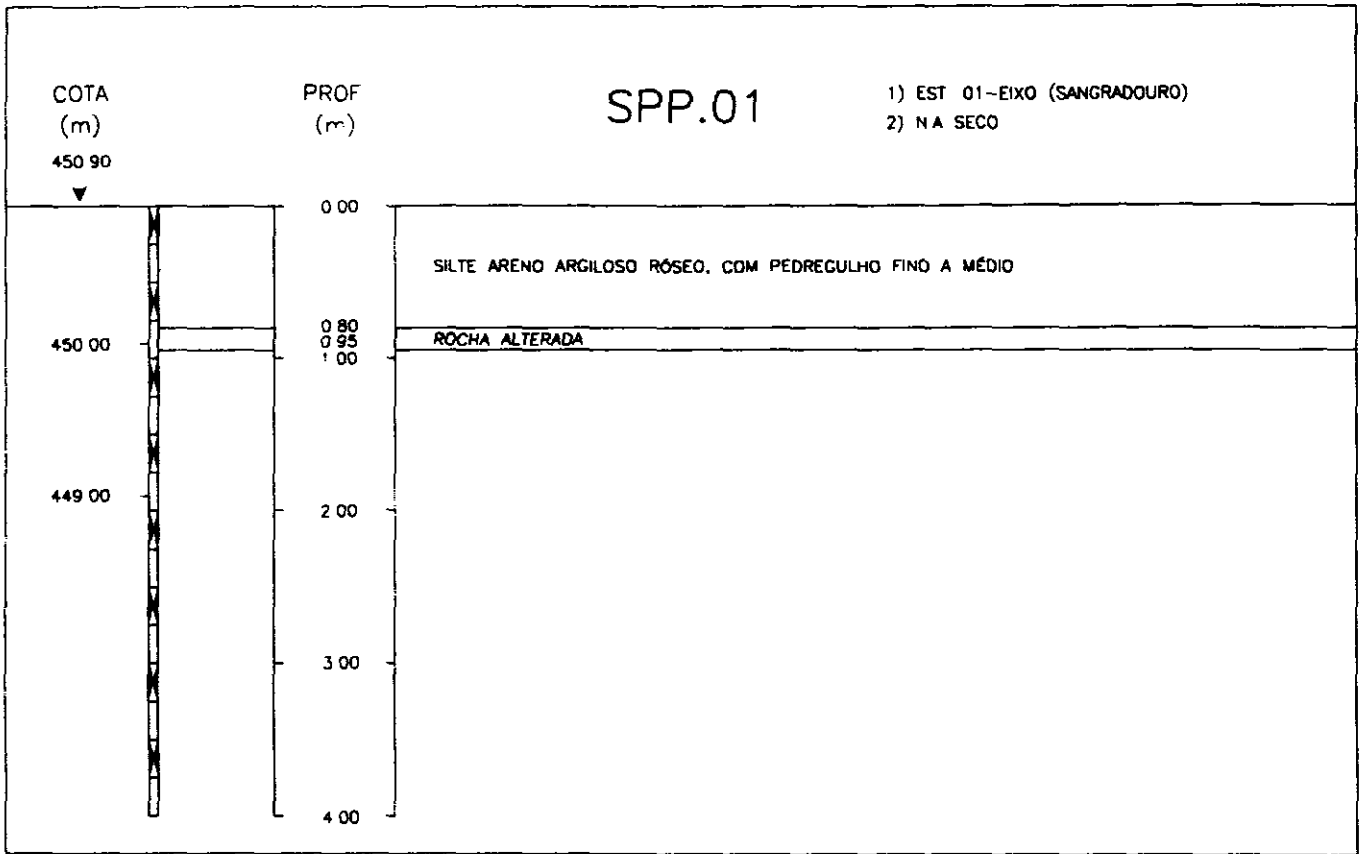 COTA
(m)
450 90
PROF
(m)
SPP.01
1) EST 01-EIXO (SANGRADOURO)
2) N A SECO
0 00
SILTE ARENO ARGILOSO RÓSEO, COM PEDREGULHO FINO A MÉDIO
0 80
450 00
0 95
ROCHA ALTERADA
1 00
449 00
2 00
3 00
4 00